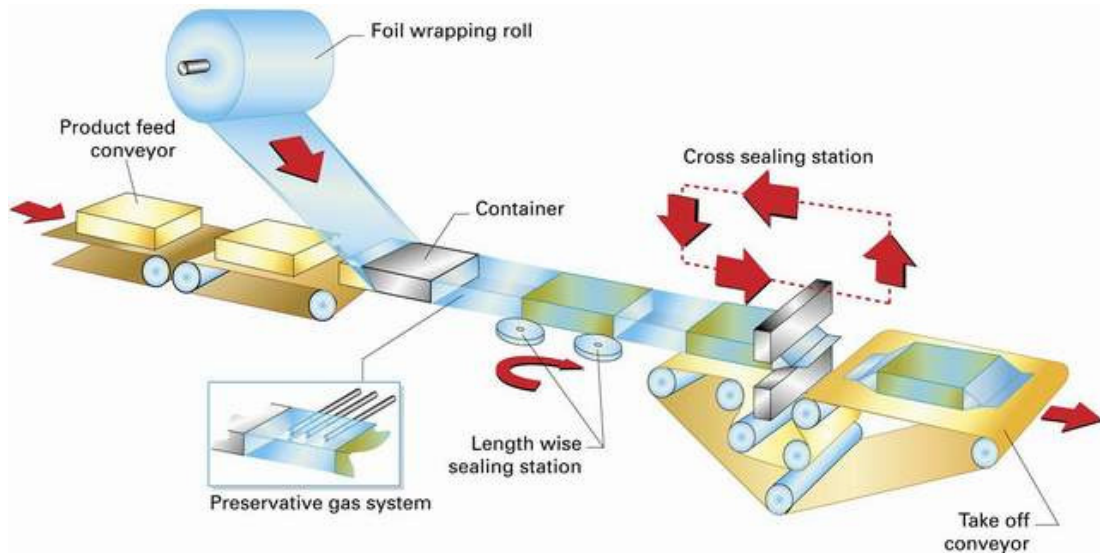 Foil wrapping roll
Product feed
conveyor
Cross sealing station
Container
Length wise
sealing station
Preservative gas system
Take off
conveyor